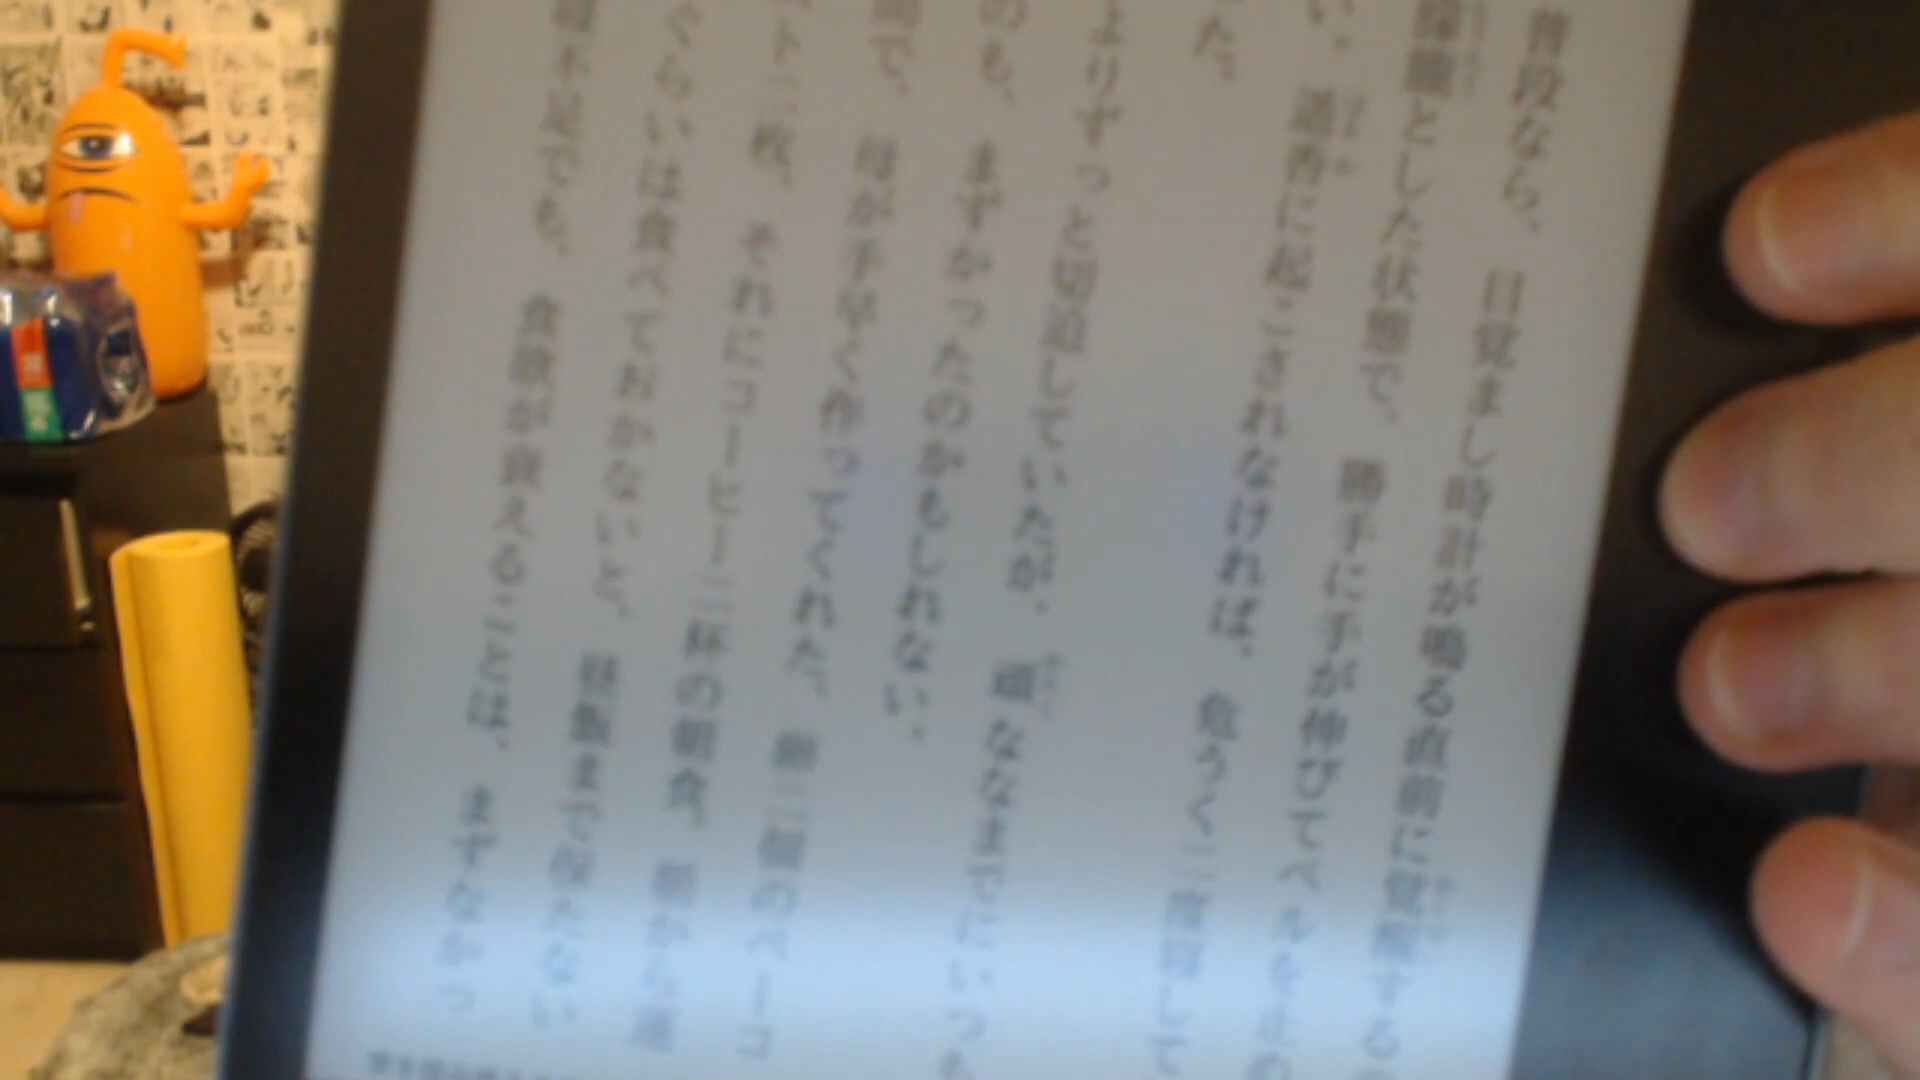 普段なら、目覚まし時計が鳴る直前に覚醒するの
朦朧とした状態で、勝手に手が伸びてベルを止め
い。遥香に起こされなければ、危うく二度寝して
た。
よりずっと切迫していたが、頑ななまでにいつも
のも、まずかったのかもしれない。
間で、母が手早く作ってくれた。卵二個のベーコ
スト二枚、それにコーヒー二杯の朝食。朝から
ぐらいは食べておかないと、昼飯まで保たない
不足でも、食欲が衰えることは、まずなかっ